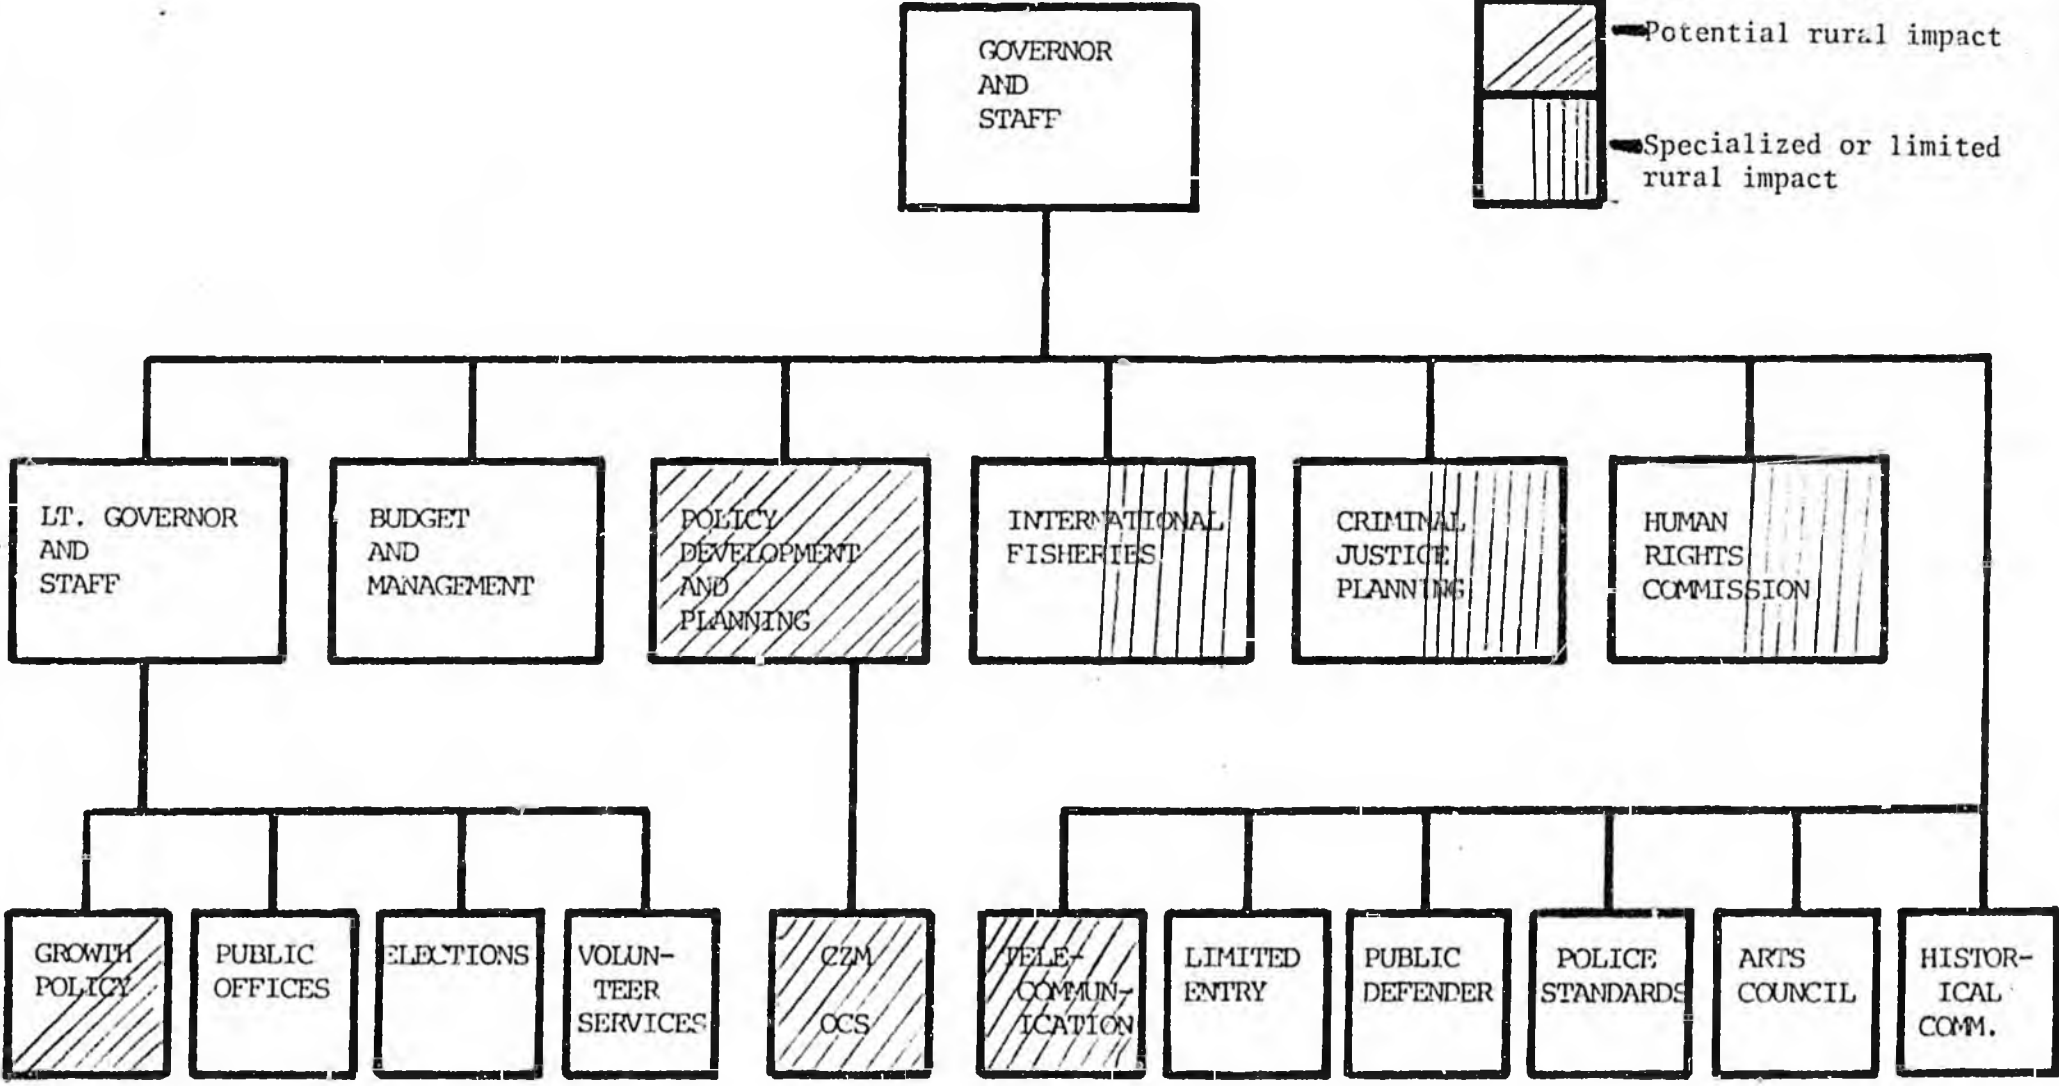 GOVERNOR
AND
STAFF
Potential rural impact
Specialized or limited
rural impact
LT. GOVERNOR
AND
STAFF
BUDGET
AND
MANAGEMENT
POLICY
DEVELOPMENT
AND
PLANNING
INTERNATIONAL
FISHERIES
CRIMINAL
JUSTICE
PLANNING
HUMAN
RIGHTS
COMMISSION
GROWTH
POLICY
PUBLIC
OFFICES
ELECTIONS
VOLUN-
TEER
SERVICES
CZM
OCS
TELE-
COMMUN-
ICATION
LIMITED
ENTRY
PUBLIC
DEFENDER
POLICE
STANDARDS
ARTS
COUNCIL
HISTOR-
ICAL
COMM.